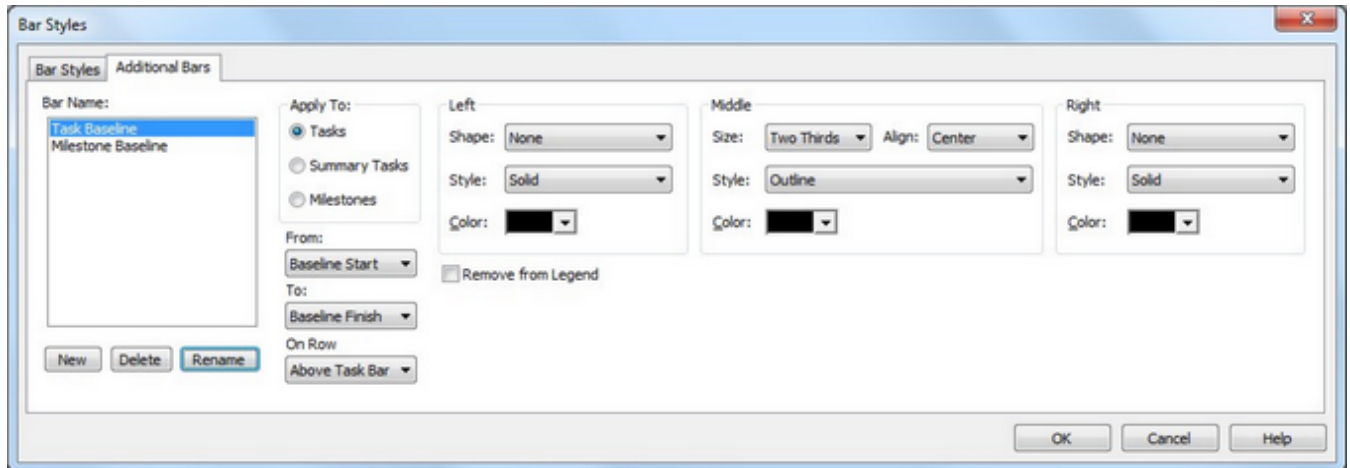 Bar Styles
Bar Styles
Additional Bars
Bar Name:
Task Baseline
Milestone Baseline
New
Delete
Rename
Apply To:
Tasks
Summary Tasks
Milestones
From:
Baseline Start
To:
Baseline Finish
On Row
Above Task Bar
Left
Shape: None
Style: Solid
Color:
Remove from Legend
Middle
Size: Two Thirds Align: Center
Style: Outline
Color:
Right
Shape: None
Style: Solid
Color:
OK
Cancel
Help